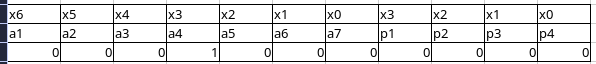 x6 x5 x4 x3 x2 x1 x0 x3 x2 x1 x0
a1 a2 a3 a4 a5 a6 a7 p1 p2 p3 p4
0 0 0 1 0 0 0 0 0 0 0